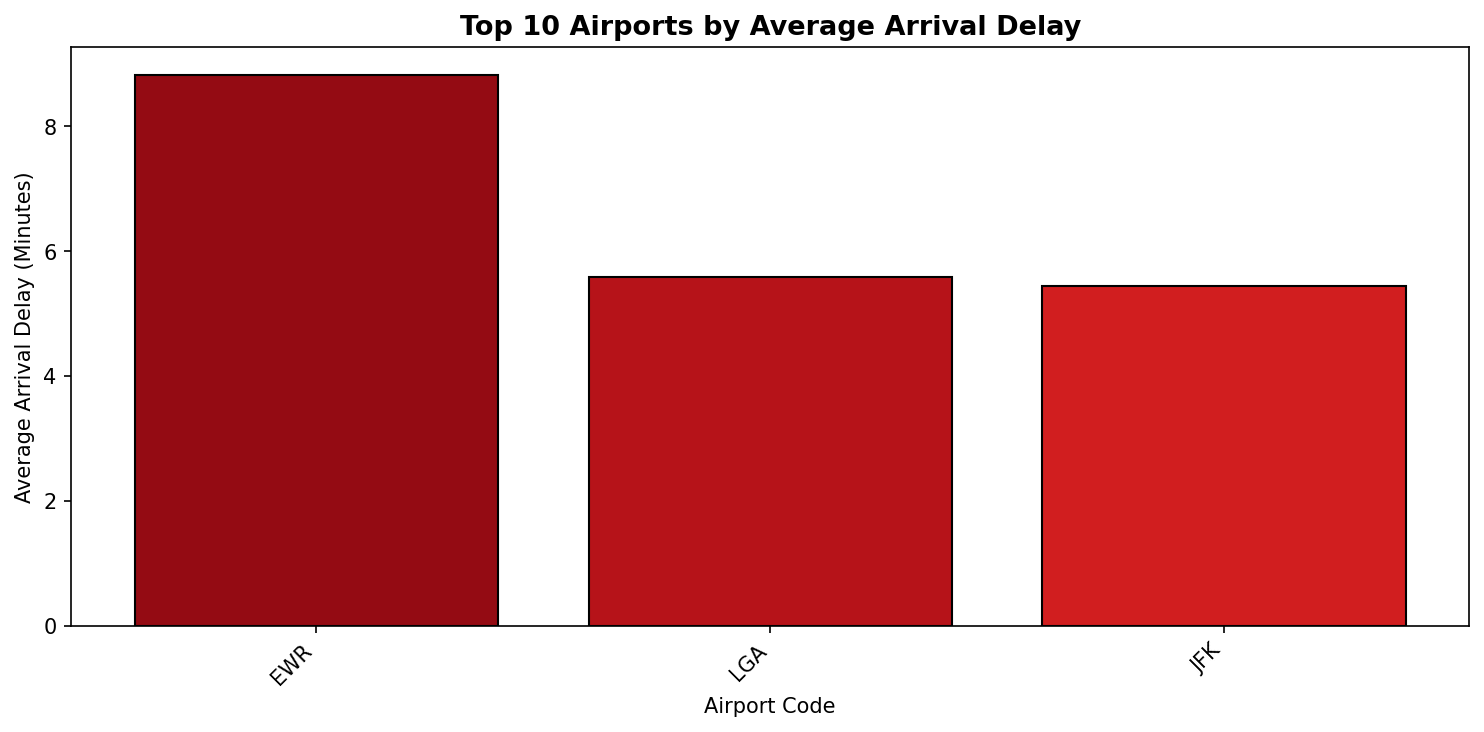 Top 10 Airports by Average Arrival Delay
Average Arrival Delay (Minutes)
8
6
4
2
0
EWR
LGA
JFK
Airport Code